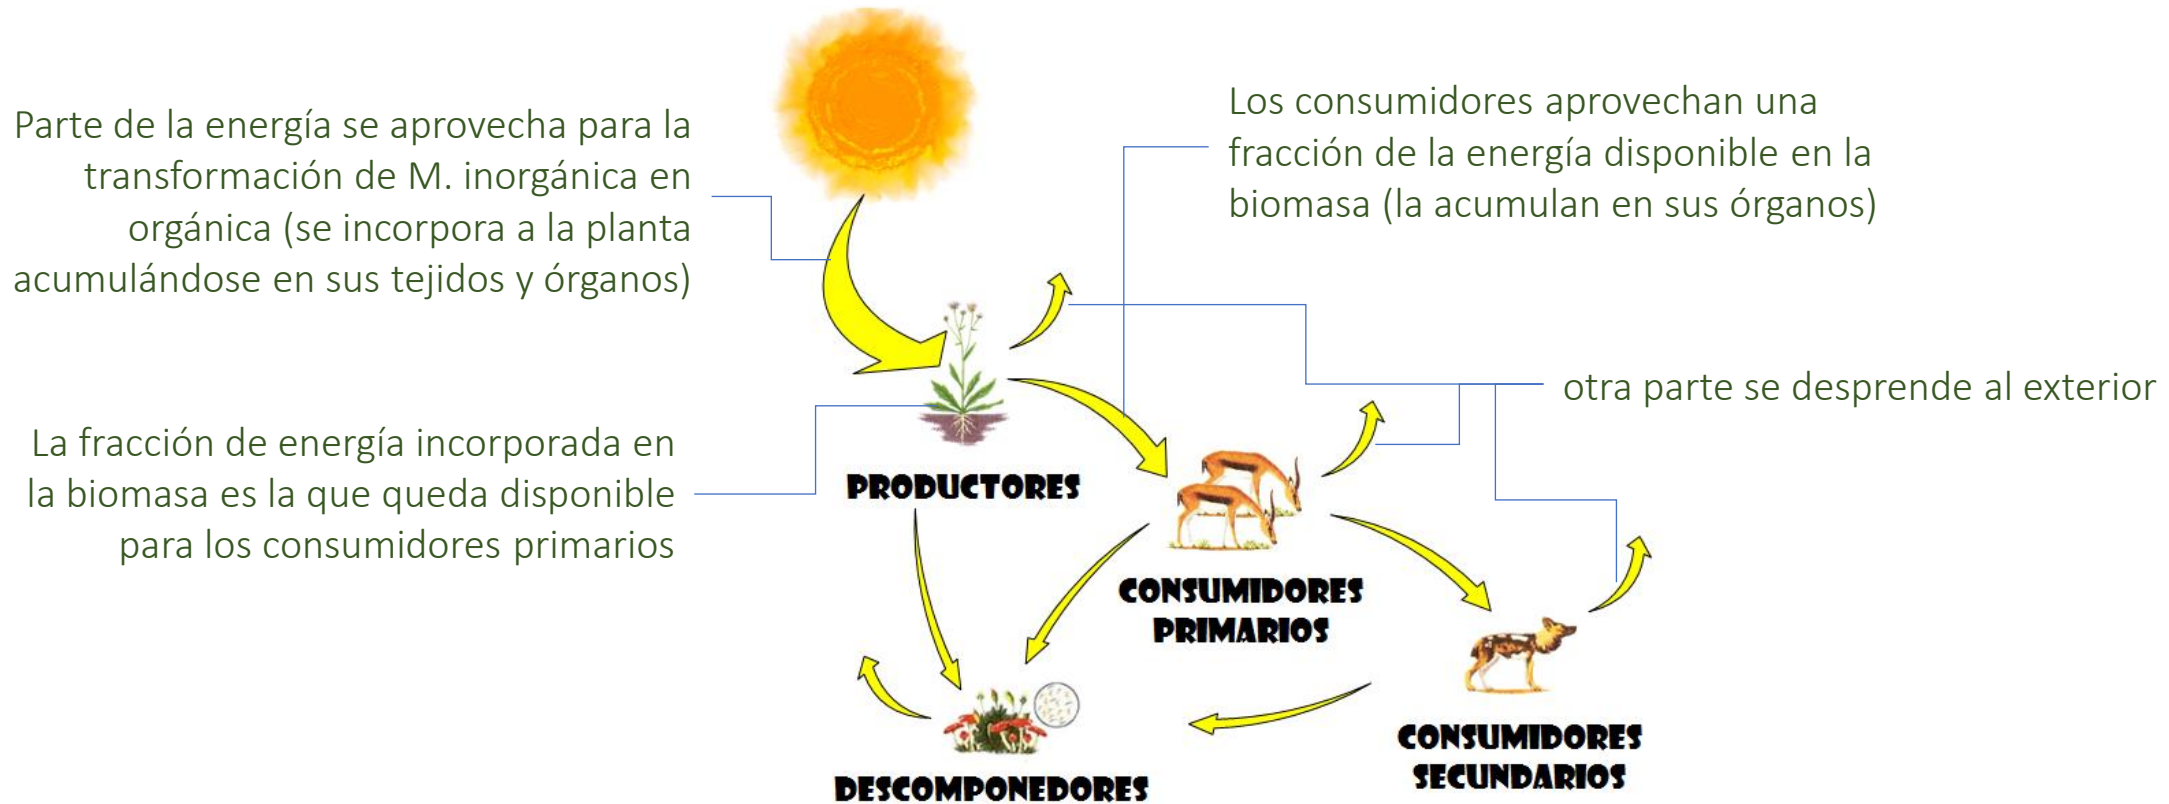 Parte de la energía se aprovecha para la
transformación de M. inorgánica en
orgánica (se incorpora a la planta
acumulándose en sus tejidos y órganos)
Los consumidores aprovechan una
fracción de la energía disponible en la
biomasa (la acumulan en sus órganos)
otra parte se desprende al exterior
La fracción de energía incorporada en
la biomasa es la que queda disponible
para los consumidores primarios
PRODUCTORES
CONSUMIDORES
PRIMARIOS
CONSUMIDORES
SECUNDARIOS
DESCOMPONEDORES